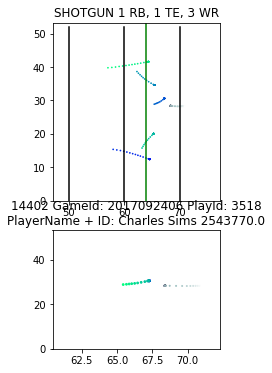 SHOTGUN 1 RB, 1 TE, 3 WR
50
40
30
20
10
0
50 60 70
14402 GameId: 2017092406 PlayId: 3518
PlayerName + ID: Charles Sims 2543770.0
40
20
0
62.5 65.0 67.5 70.0